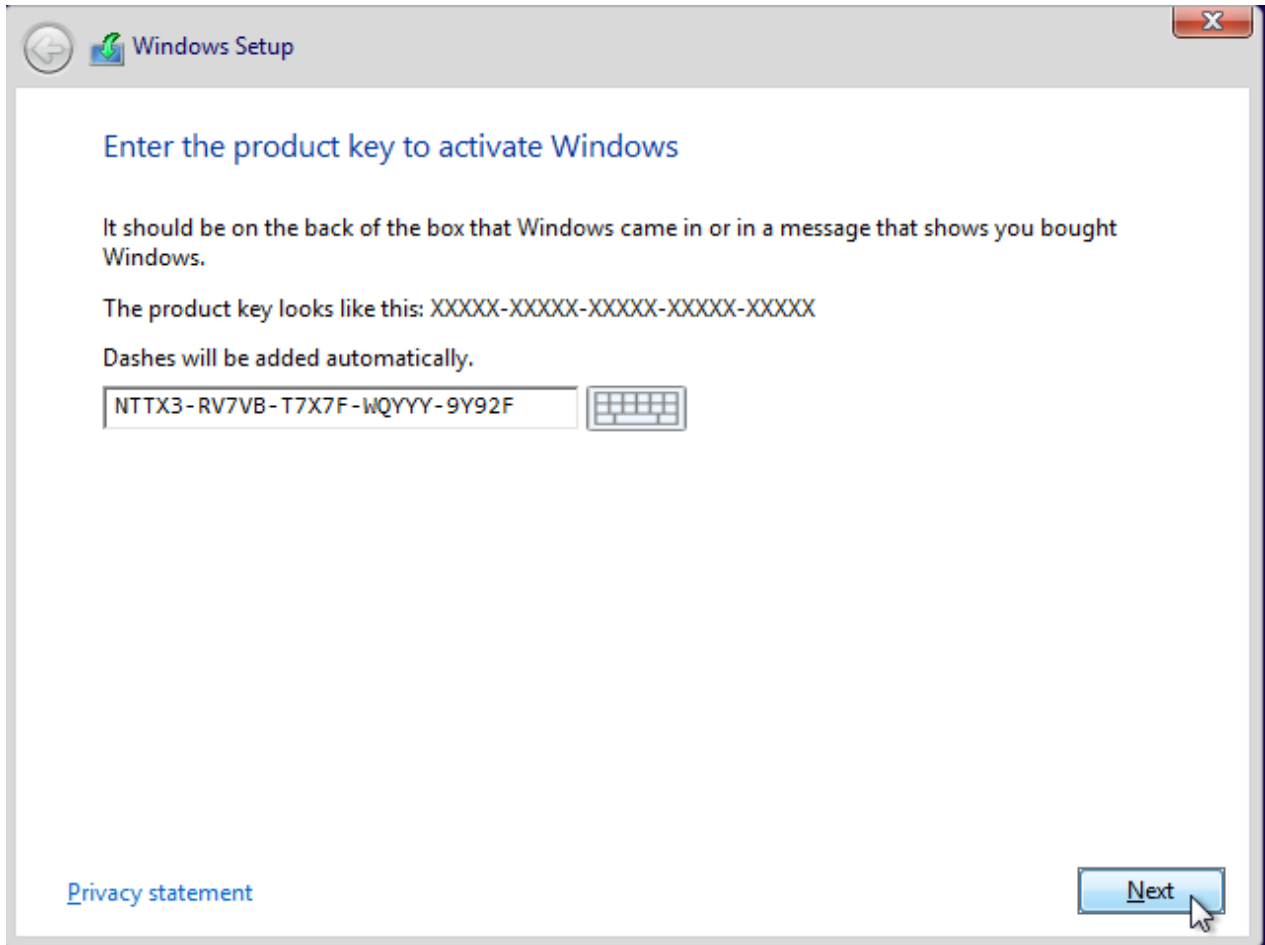 Windows Setup
Enter the product key to activate Windows
It should be on the back of the box that Windows came in or in a message that shows you bought
Windows.
The product key looks like this: XXXXX-XXXXX-XXXXX-XXXXX-XXXXX
Dashes will be added automatically.
NTTX3-RV7VB-T7X7F-WQYYY-9Y92F
Privacy statement
Next